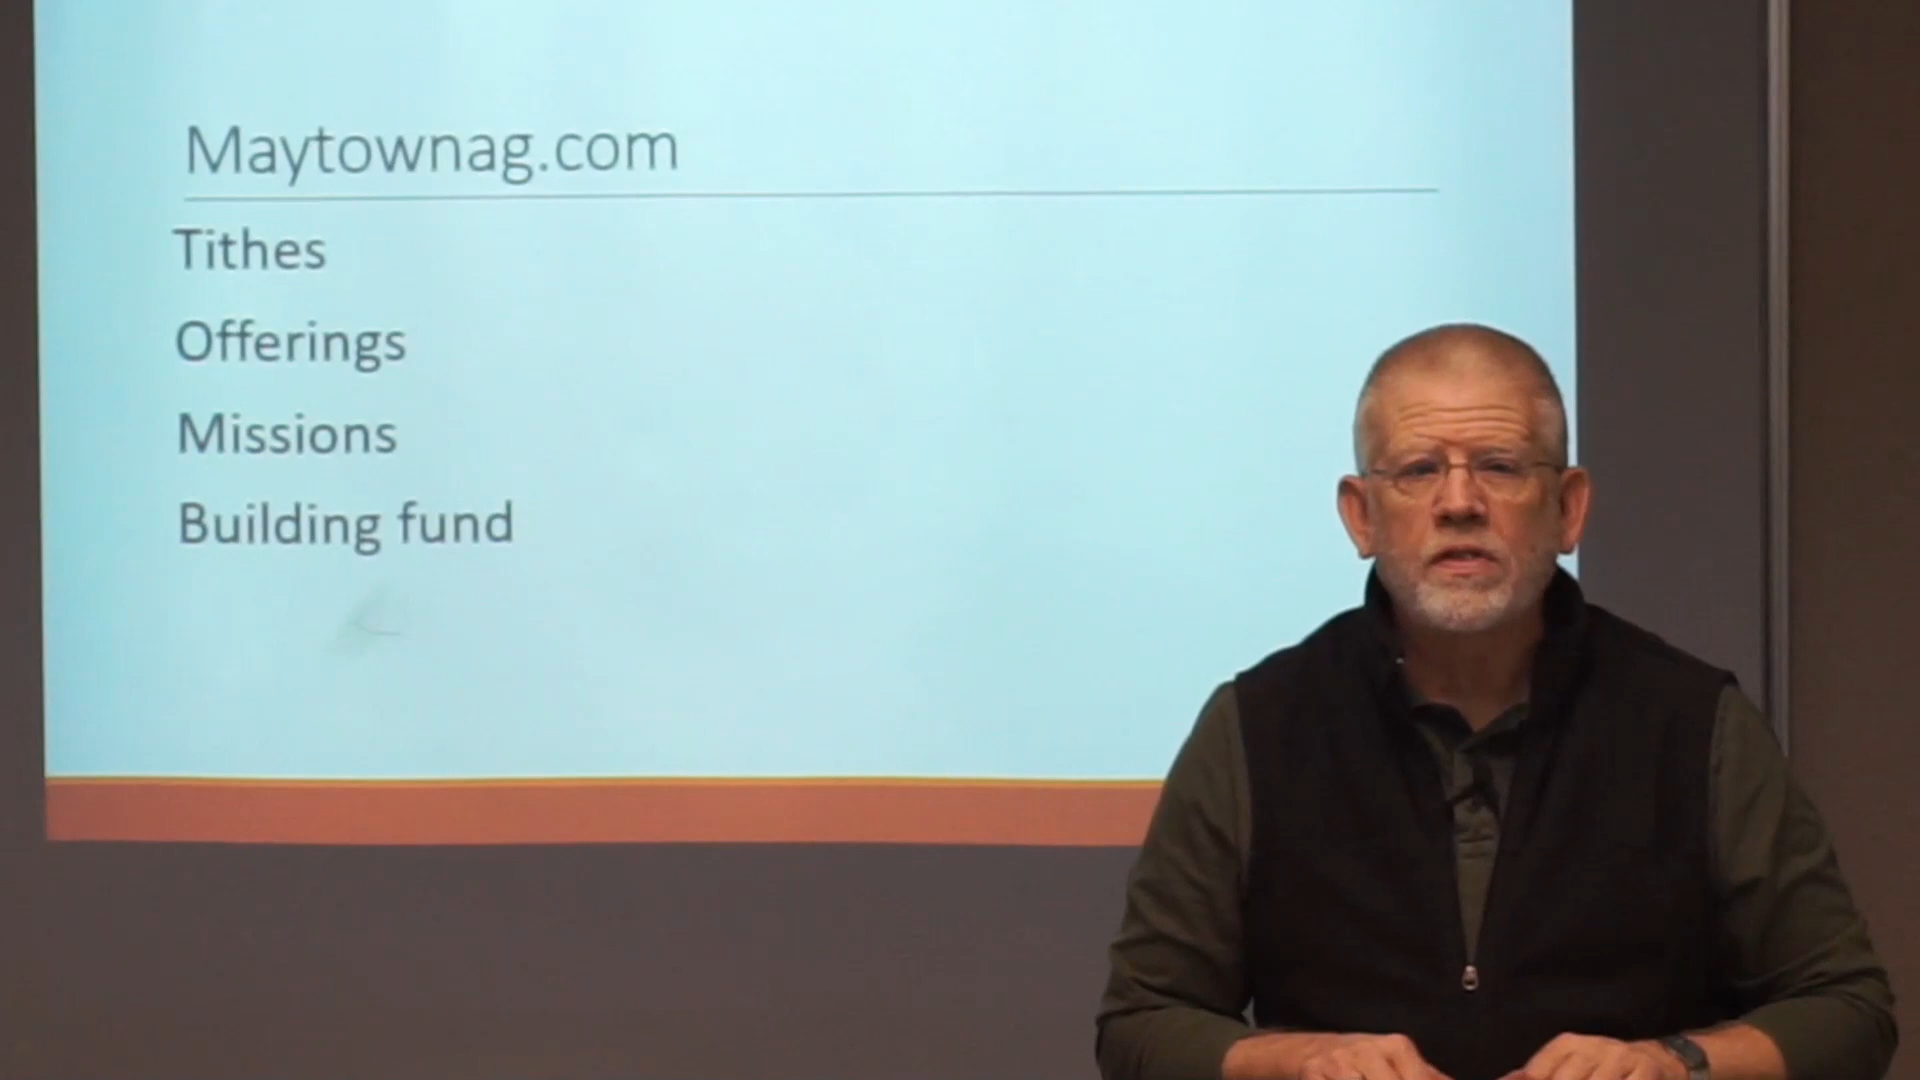 Maytownag.com
Tithes
Offerings
Missions
Building fund